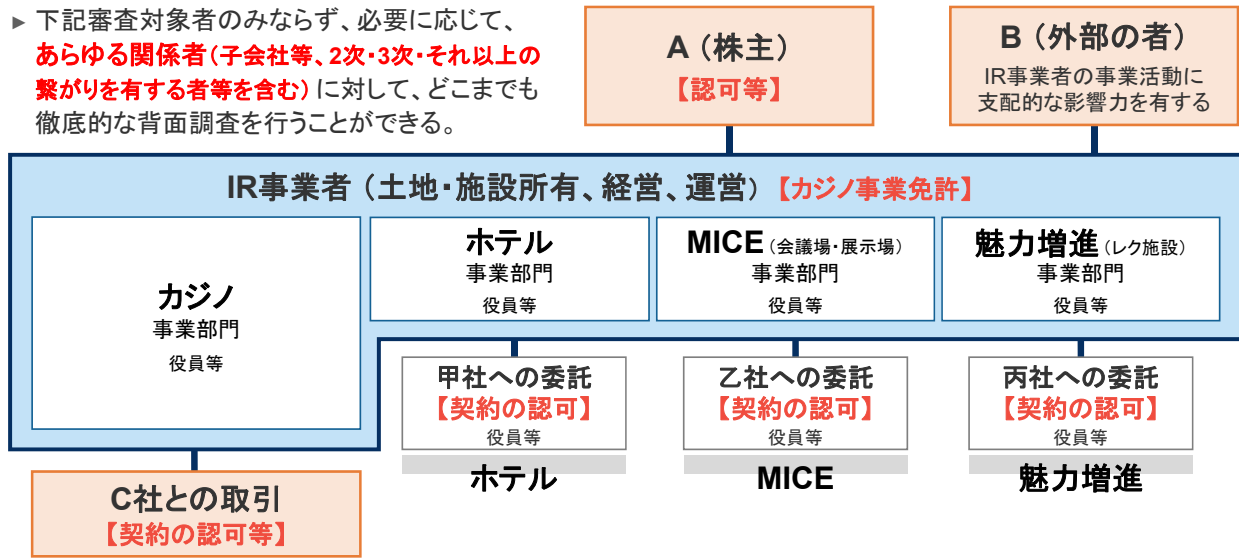 ▶ 下記審査対象者のみならず、必要に応じて、
あらゆる関係者(子会社等、2次・3次・それ以上の
繋がりを有する者等を含む) に対して、どこまでも
徹底的な背面調査を行うことができる。
A (株主)
【認可等】
B (外部の者)
IR事業者の事業活動に
支配的な影響力を有する
IR事業者 (土地・施設所有、経営、運営) 【カジノ事業免許】
カジノ
事業部門
役員等
ホテル
事業部門
役員等
MICE (会議場・展示場)
事業部門
役員等
魅力増進 (レク施設)
事業部門
役員等
甲社への委託
【契約の認可】
役員等
ホテル
乙社への委託
【契約の認可】
役員等
MICE
丙社への委託
【契約の認可】
役員等
魅力増進
C社との取引
【契約の認可等】